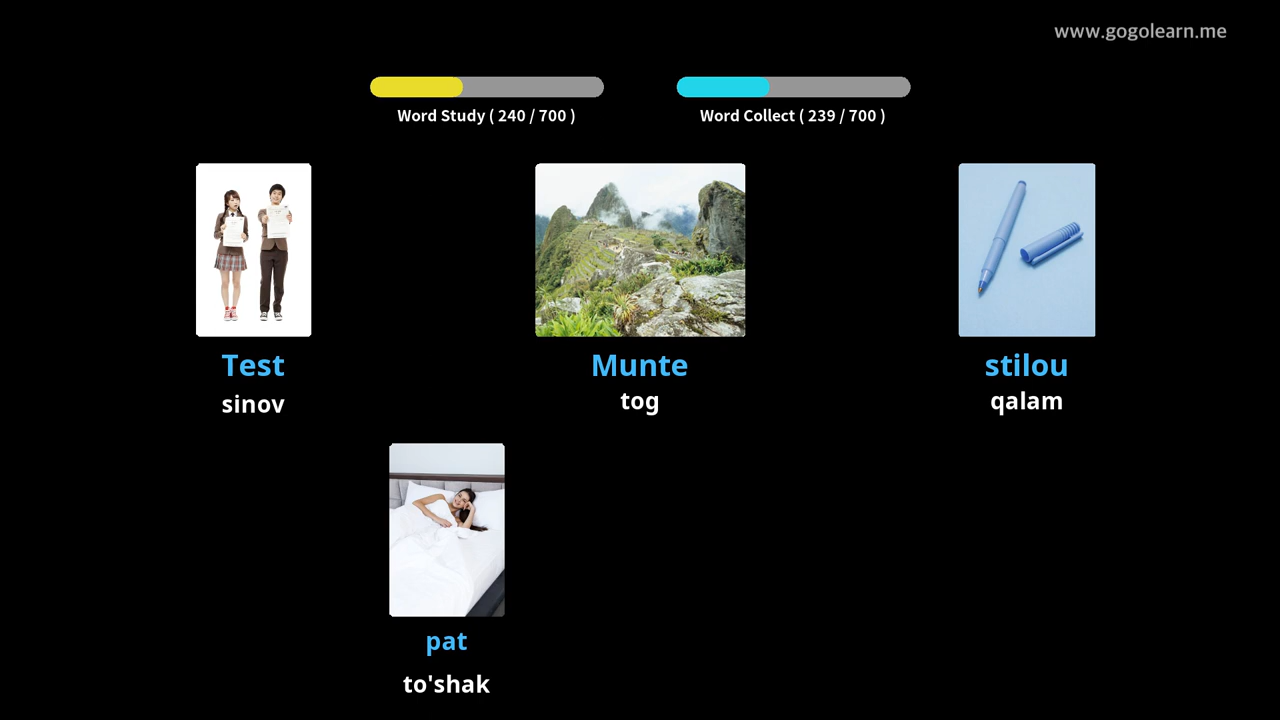 www.gogolearn.me
Word Study ( 240 / 700 )
Word Collect ( 239 / 700 )
Test
sinov
Munte
tog
stilou
qalam
pat
to'shak